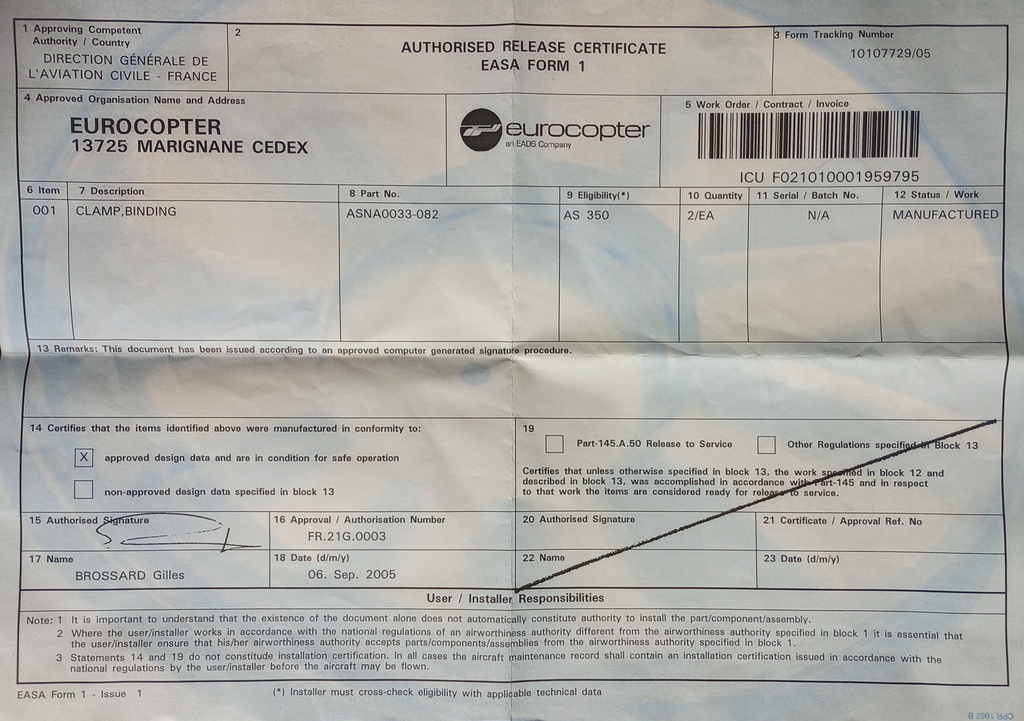 1 Approving Competent
Authority / Country
DIRECTION GÉNÉRALE DE
L'AVIATION CIVILE - FRANCE
2
AUTHORISED RELEASE CERTIFICATE
EASA FORM 1
3 Form Tracking Number
10107729/05
4 Approved Organisation Name and Address
EUROCOPTER
13725 MARIGNANE CEDEX
eurocopter
an EADS Company
5 Work Order / Contract / Invoice
ICU F021010001959795
6 Item 7 Description 8 Part No. 9 Eligibility(*) 10 Quantity 11 Serial / Batch No. 12 Status / Work
001 CLAMP,BINDING ASNA0033-082 AS 350 2/EA N/A MANUFACTURED
13 Remarks: This document has been issued according to an approved computer generated signature procedure.
14 Certifies that the items identified above were manufactured in conformity to:
X approved design data and are in condition for safe operation
non-approved design data specified in block 13
19
Part-145.A.50 Release to Service Other Regulations specified in Block 13
Certifies that unless otherwise specified in block 13, the work specified in block 12 and
described in block 13, was accomplished in accordance with Part-145 and in respect
to that work the items are considered ready for release to service.
15 Authorised Signature
16 Approval / Authorisation Number
FR.21G.0003
20 Authorised Signature
21 Certificate / Approval Ref. No
17 Name
BROSSARD Gilles
18 Date (d/m/y)
06. Sep. 2005
22 Name
23 Date (d/m/y)
User / Installer Responsibilities
Note: 1 It is important to understand that the existence of the document alone does not automatically constitute authority to install the part/component/assembly.
2 Where the user/installer works in accordance with the national regulations of an airworthiness authority different from the airworthiness authority specified in block 1 it is essential that
the user/installer ensure that his/her airworthiness authority accepts parts/components/assemblies from the airworthiness authority specified in block 1.
3 Statements 14 and 19 do not constitute installation certification. In all cases the aircraft maintenance record shall contain an installation certification issued in accordance with the
national regulations by the user/installer before the aircraft may be flown.
EASA Form 1 - Issue 1
(*) Installer must cross-check eligibility with applicable technical data